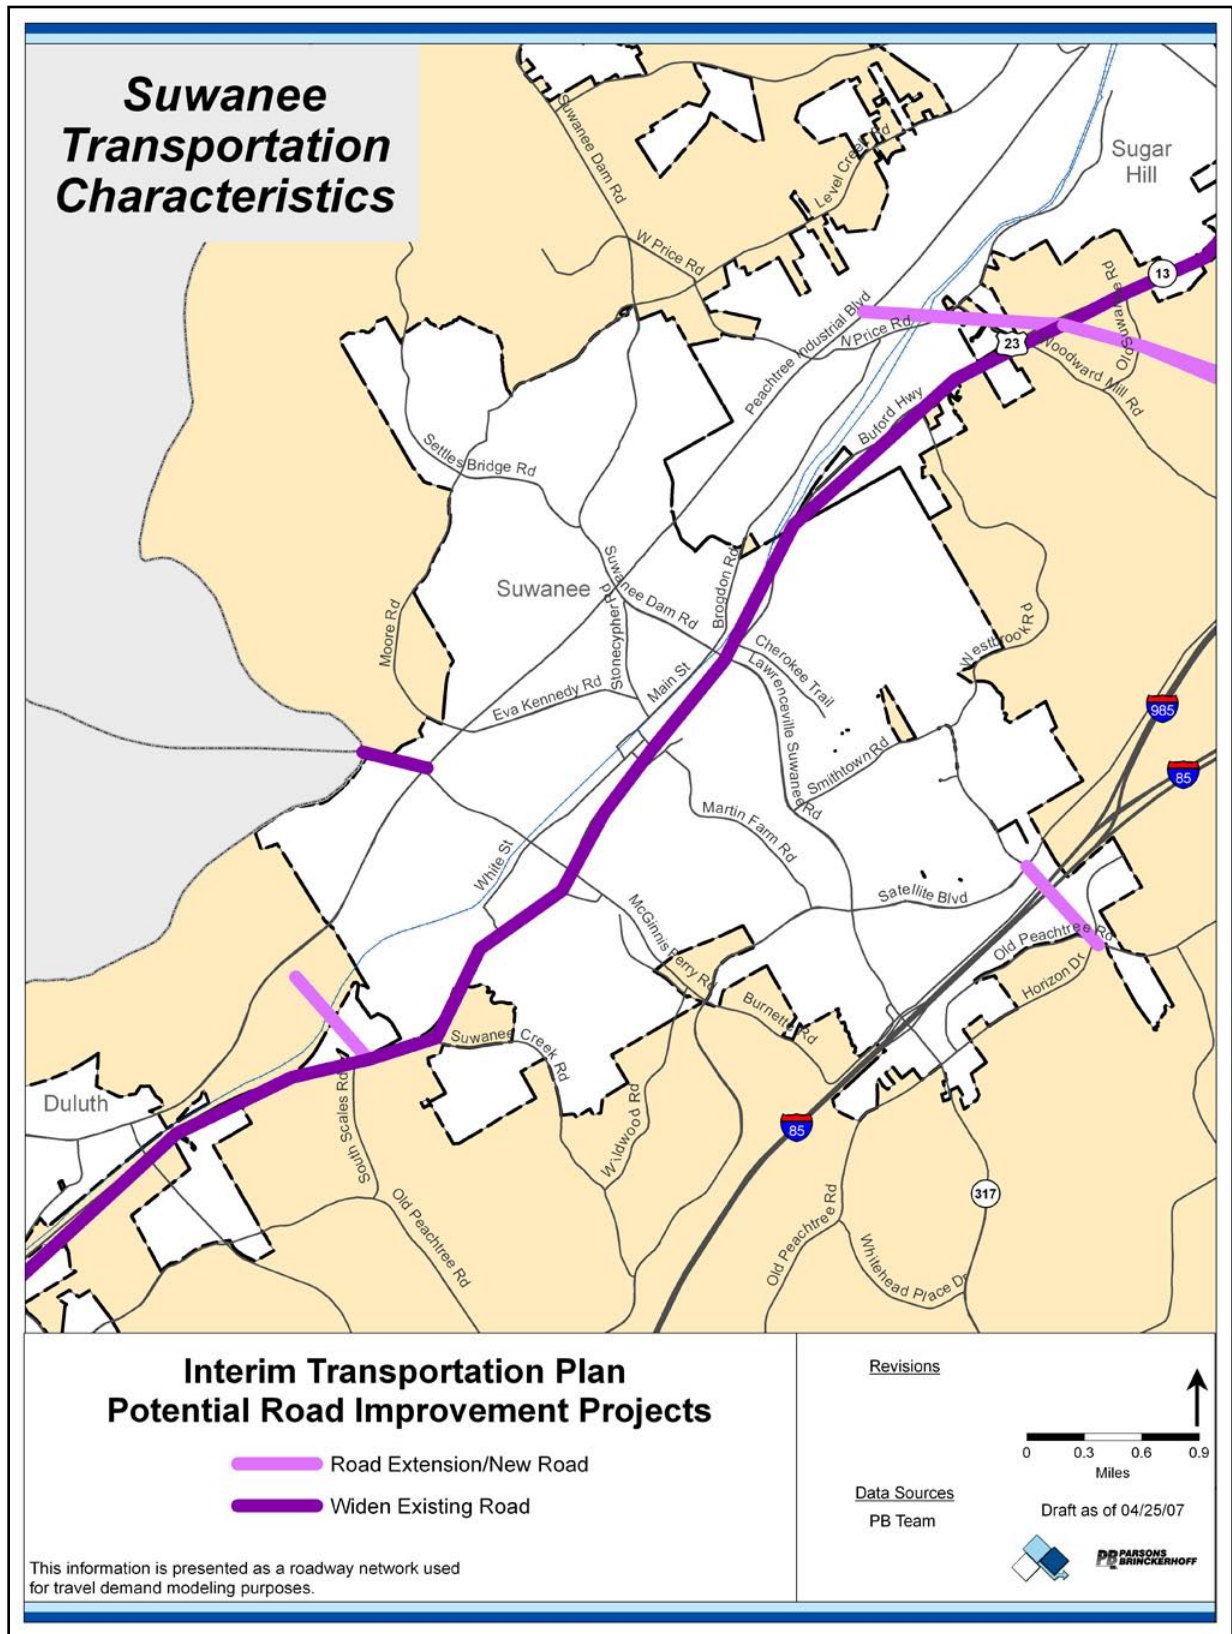 Suwanee
Transportation
Characteristics
Sugar
Hill
Suwanee Dam Rd
Level Creek Rd
W Price Rd
13
Old Suwanee Rd
Peachtree Industrial Blvd
N Price Rd
23
Woodward Mill Rd
Buford Hwy
Settles Bridge Rd
Suwanee
Suwanee Dam Rd
Brogdon Rd
Stonecypher Rd
Moore Rd
Westbrook Rd
Cherokee Trail
Main St
Eva Kennedy Rd
Lawrenceville Suwanee Rd
985
85
Smithtown Rd
Martin Farm Rd
White St
Satellite Blvd
McGinnis Ferry Rd
Old Peachtree Rd
Horizon Dr
Burnette Rd
Suwanee Creek Rd
Duluth
South Scales Rd
Wildwood Rd
85
317
Old Peachtree Rd
Old Peachtree Rd
Whitehead Place Dr
Interim Transportation Plan
Potential Road Improvement Projects
Road Extension/New Road
Widen Existing Road
This information is presented as a roadway network used
for travel demand modeling purposes.
Revisions
0 0.3 0.6 0.9
Miles
Data Sources
PB Team
Draft as of 04/25/07
PB PARSONS
BRINCKERHOFF